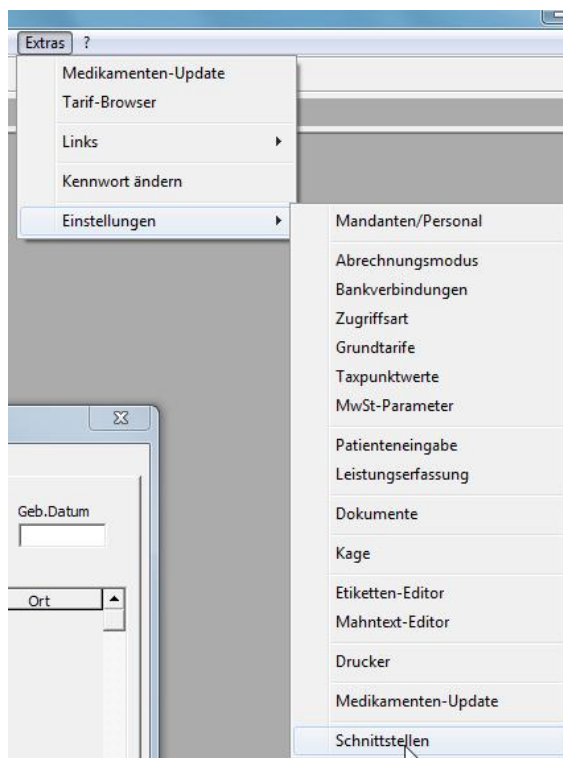 Extras ?
Medikamenten-Update
Tarif-Browser
Links
Kennwort ändern
Einstellungen
Mandanten/Personal
Abrechnungsmodus
Bankverbindungen
Zugriffsart
Grundtarife
Taxpunktwerte
MwSt-Parameter
Patienteneingabe
Leistungserfassung
Dokumente
Kage
Etiketten-Editor
Mahntext-Editor
Drucker
Medikamenten-Update
Schnittstellen
Geb.Datum
Ort